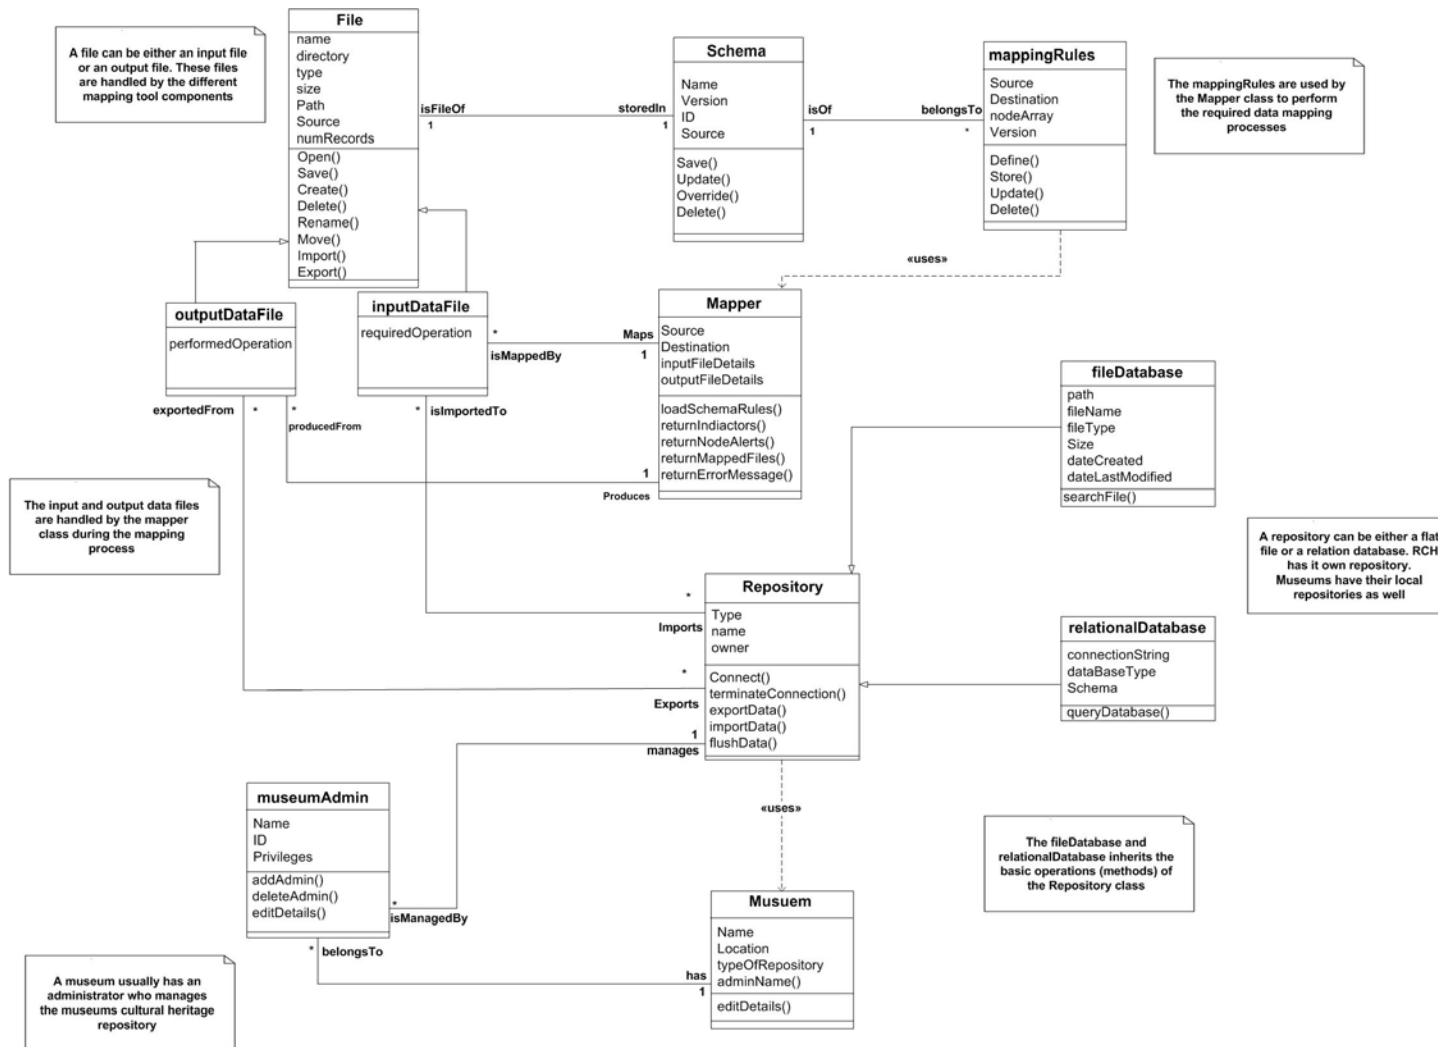 A file can be either an input file
or an output file. These files
are handled by the different
mapping tool components
File
name
directory
type
size
Path
Source
numRecords
Open()
Save()
Create()
Delete()
Rename()
Move()
Import()
Export()
isFileOf
1
storedIn
1
Schema
Name
Version
ID
Source
Save()
Update()
Override()
Delete()
isOf
1
belongsTo
*
mappingRules
Source
Destination
nodeArray
Version
Define()
Store()
Update()
Delete()
The mappingRules are used by
the Mapper class to perform
the required data mapping
processes
«uses»
outputDataFile
performedOperation
inputDataFile
requiredOperation
*
isMappedBy
Maps
1
Mapper
Source
Destination
inputFileDetails
outputFileDetails
loadSchemaRules()
returnIndiactors()
returnNodeAlerts()
returnMappedFiles()
returnErrorMessage()
exportedFrom
*
*
producedFrom
*
isImportedTo
1
Produces
fileDatabase
path
fileName
fileType
Size
dateCreated
dateLastModified
searchFile()
The input and output data files
are handled by the mapper
class during the mapping
process
A repository can be either a flat
file or a relation database. RCH
has it own repository.
Museums have their local
repositories as well
*
Imports
*
Exports
1
manages
Repository
Type
name
owner
Connect()
terminateConnection()
exportData()
importData()
flushData()
relationalDatabase
connectionString
dataBaseType
Schema
queryDatabase()
museumAdmin
Name
ID
Privileges
addAdmin()
deleteAdmin()
editDetails()
*
isManagedBy
«uses»
The fileDatabase and
relationalDatabase inherits the
basic operations (methods) of
the Repository class
*
belongsTo
has
1
Musuem
Name
Location
typeOfRepository
adminName()
editDetails()
A museum usually has an
administrator who manages
the museums cultural heritage
repository